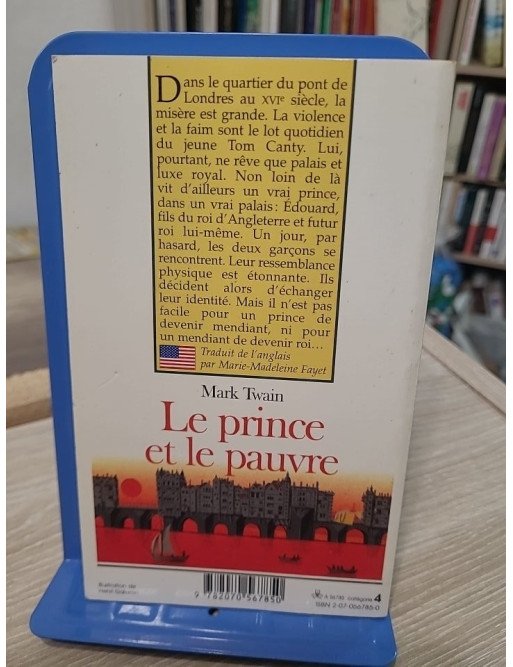 Dans le quartier du pont de
Londres au XVIe siècle, la
misère est grande. La violence
et la faim sont le lot quotidien
du jeune Tom Canty. Lui,
pourtant, ne rêve que palais et
luxe royal. Non loin de là
vit d'ailleurs un vrai prince,
dans un vrai palais : Édouard,
fils du roi d'Angleterre et futur
roi lui-même. Un jour, par
hasard, les deux garçons se
rencontrent. Leur ressemblance
physique est étonnante. Ils
décident alors d'échanger
leur identité. Mais il n'est pas
facile pour un prince de
devenir mendiant, ni pour
un mendiant de devenir roi...
Traduit de l'anglais
par Marie-Madeleine Fayet
Mark Twain
Le prince
et le pauvre
Illustration de
9 782070 567850
catégorie 4
ISBN 2-07-056785-0